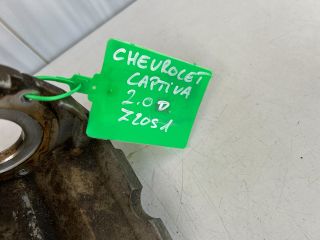 CHEVROLET
CAPTIVA
2.0D
Z20S1